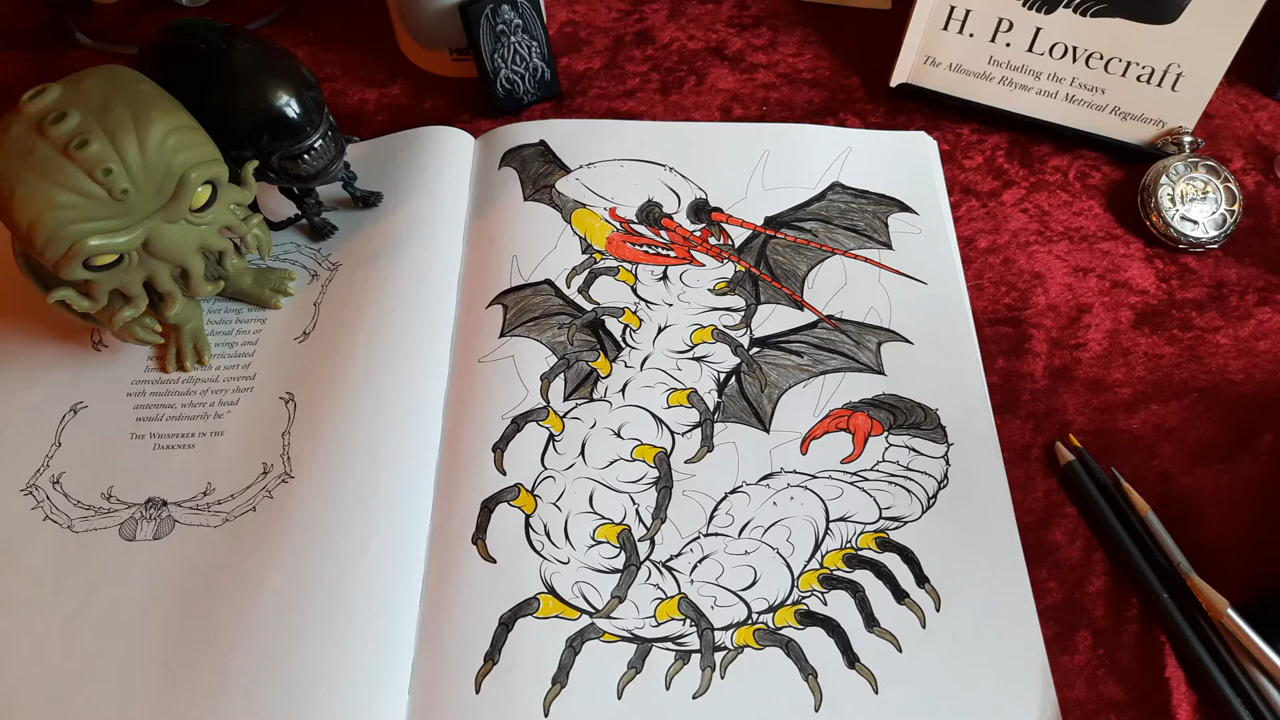 H. P. Lovecraft
Including the Essays
The Allowable Rhyme and Metrical Regularity
feet long, with
bodies bearing
dorsal fins or
wings and
articulated
with a sort of
convoluted ellipsoid, covered
with multitudes of very short
antennae, where a head
would ordinarily be."
The Whisperer in the
Darkness